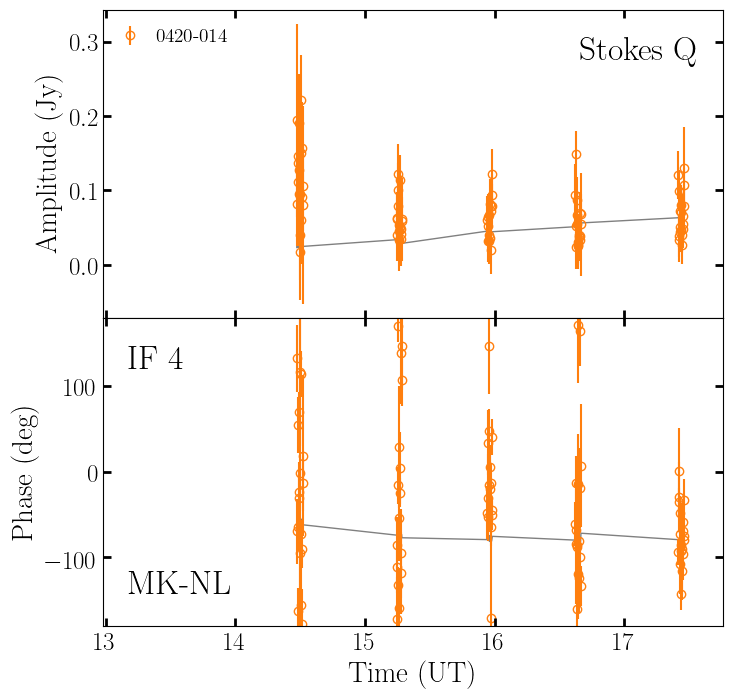 0420-014
Stokes Q
0.3
0.2
0.1
0.0
Amplitude (Jy)
IF 4
100
0
−100
Phase (deg)
MK-NL
13 14 15 16 17
Time (UT)